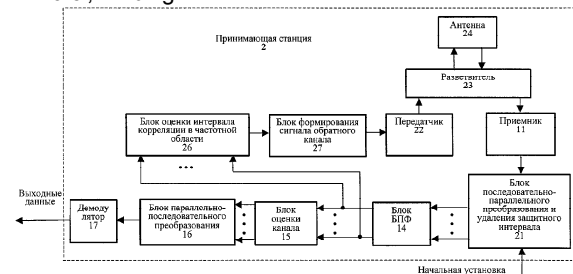 Принимающая станция
2
Антенна
24
Разветвитель
23
Блок оценки интервала
корреляции в частотной
области
26
Блок формирования
сигнала обратного
канала
27
Передатчик
22
Приемник
11
Выходные
данные
Демоду
лятор
17
Блок параллельно-
последовательного
преобразования
16
Блок
оценки
канала
15
Блок
БПФ
14
Блок
последовательно-
параллельного
преобразования и
удаления защитного
интервала
21
Начальная установка